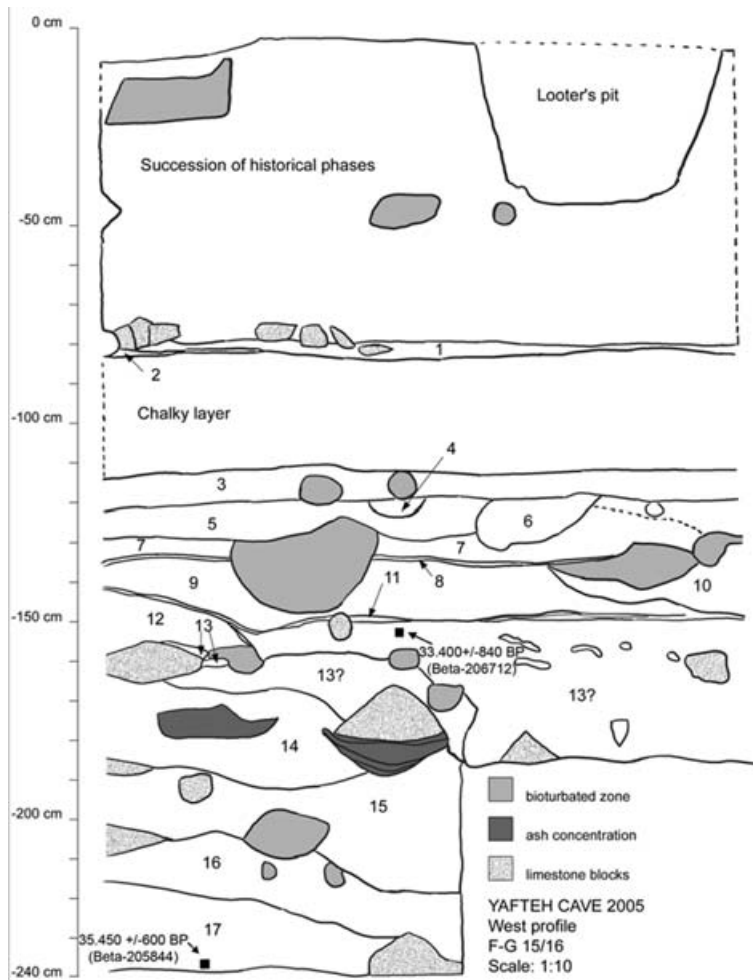 0 cm
Looter's pit
Succession of historical phases
-50 cm
1
2
Chalky layer
-100 cm
4
3
5
6
7
7
8
9
11
10
-150 cm
12
13
33.400+/-840 BP
(Beta-206712)
13?
13?
14
15
-200 cm
16
17
35.450 +/-600 BP
(Beta-205844)
-240 cm
bioturbated zone
ash concentration
limestone blocks
YAFTEH CAVE 2005
West profile
F-G 15/16
Scale: 1:10